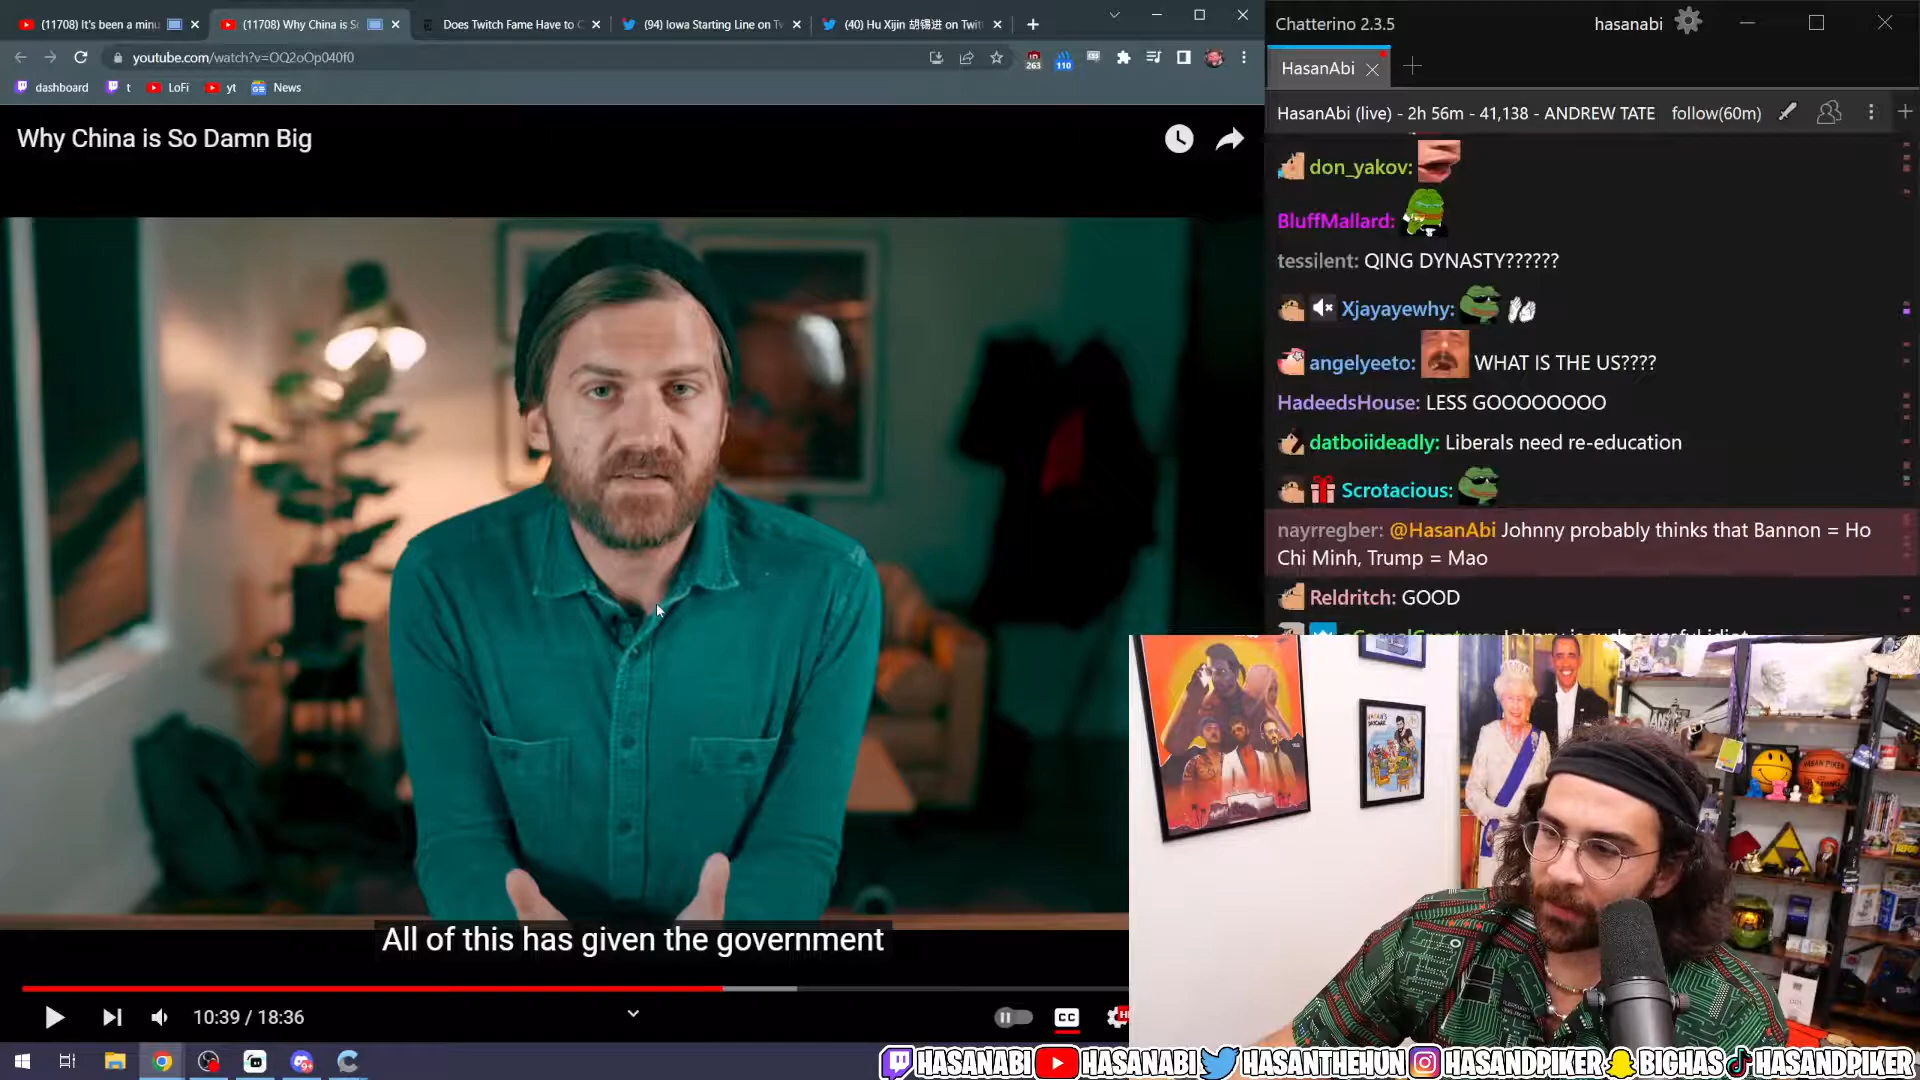 (11708) It's been a minu
(11708) Why China is S
Does Twitch Fame Have to C
(94) Iowa Starting Line on Tw
(40) Hu Xijin 胡锡进 on Twitt
youtube.com/watch?v=OQ2oOp040f0
263
110
dashboard
t
LoFi
yt
News
Why China is So Damn Big
All of this has given the government
10:39 / 18:36
CC
Chatterino 2.3.5
hasanabi
HasanAbi
HasanAbi (live) - 2h 56m - 41,138 - ANDREW TATE
follow(60m)
don_yakov:
BluffMallard:
tessilent: QING DYNASTY??????
Xjayayewhy:
angelyeeto: WHAT IS THE US????
HadeedsHouse: LESS GOOOOOOOO
datboiideadly: Liberals need re-education
Scrotacious:
nayrregber: @HasanAbi Johnny probably thinks that Bannon = Ho
Chi Minh, Trump = Mao
Reldritch: GOOD
HASANABI HASANABI HASANTHEHUN HASANDPIKER BIGHAS HASANDPIKER